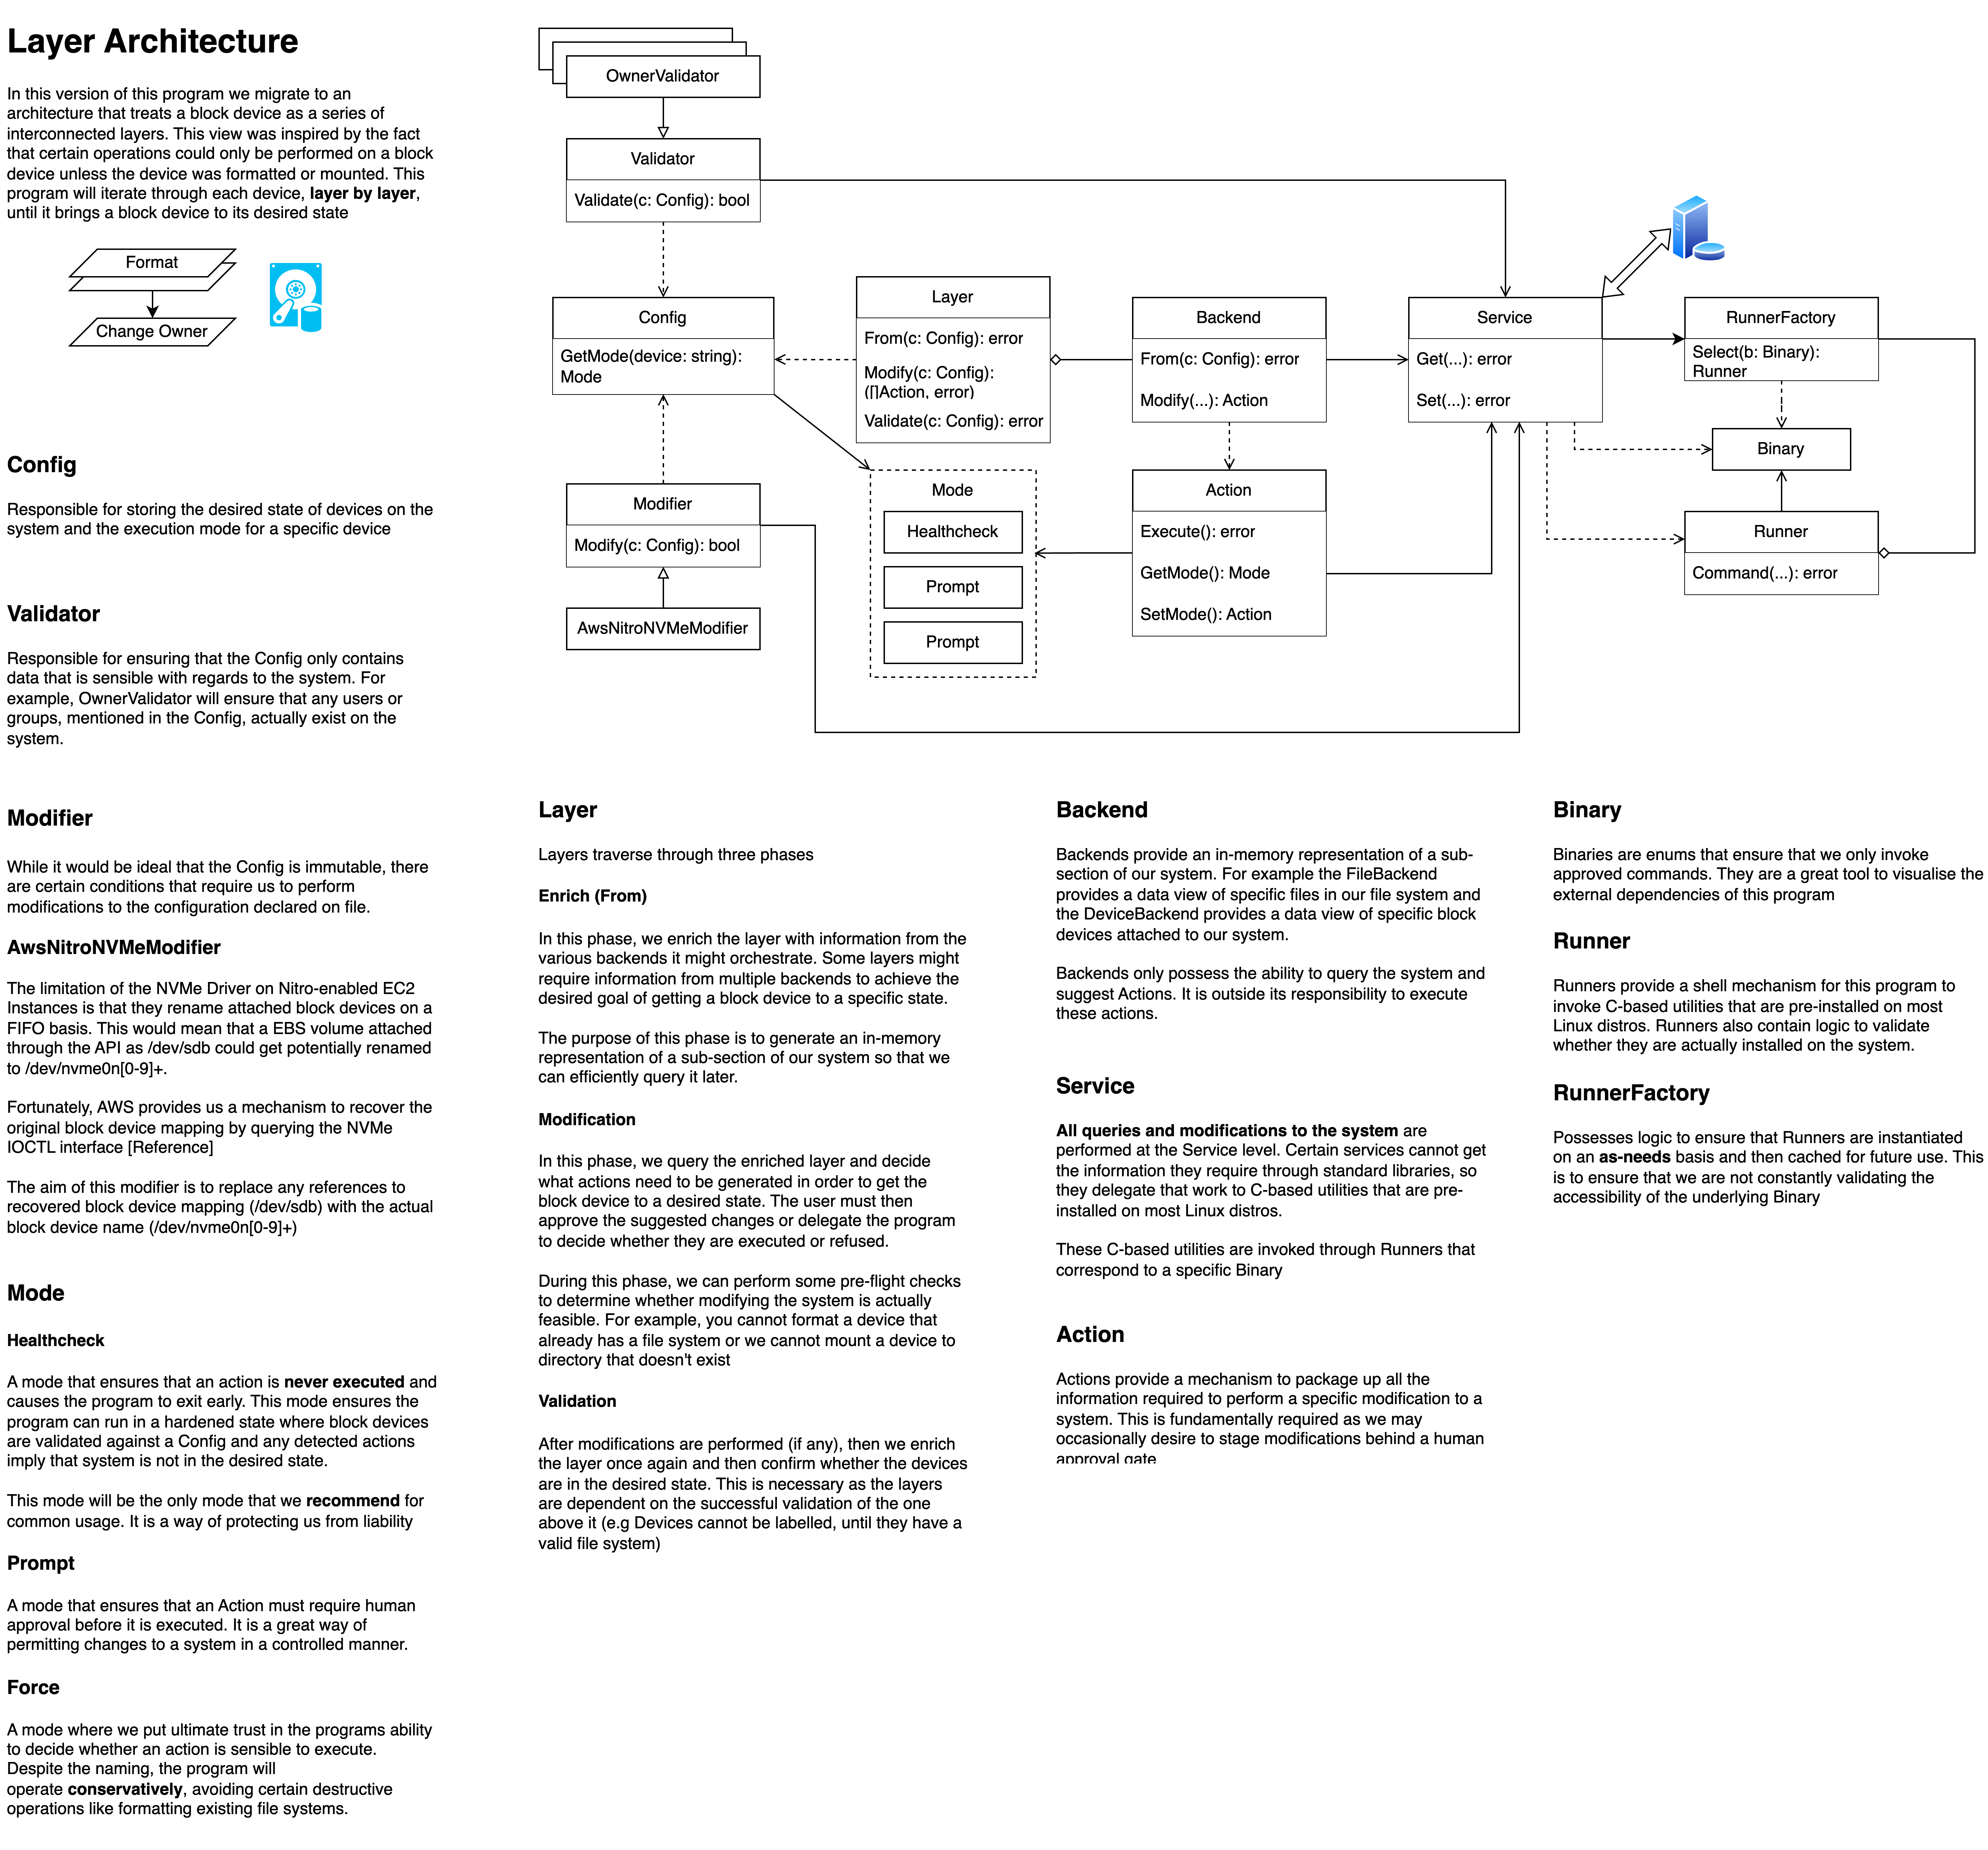 Layer Architecture
In this version of this program we migrate to an
architecture that treats a block device as a series of
interconnected layers. This view was inspired by the fact
that certain operations could only be performed on a block
device unless the device was formatted or mounted. This
program will iterate through each device, layer by layer,
until it brings a block device to its desired state
Format
Change Owner
OwnerValidator
Validator
Validate(c: Config): bool
Config
GetMode(device: string):
Mode
Layer
From(c: Config): error
Modify(c: Config):
([]Action, error)
Validate(c: Config): error
Backend
From(c: Config): error
Modify(...): Action
Service
Get(...): error
Set(...): error
RunnerFactory
Select(b: Binary):
Runner
Binary
Modifier
Modify(c: Config): bool
AwsNitroNVMeModifier
Mode
Healthcheck
Prompt
Prompt
Action
Execute(): error
GetMode(): Mode
SetMode(): Action
Runner
Command(...): error
Config
Responsible for storing the desired state of devices on the
system and the execution mode for a specific device
Validator
Responsible for ensuring that the Config only contains
data that is sensible with regards to the system. For
example, OwnerValidator will ensure that any users or
groups, mentioned in the Config, actually exist on the
system.
Modifier
While it would be ideal that the Config is immutable, there
are certain conditions that require us to perform
modifications to the configuration declared on file.
AwsNitroNVMeModifier
The limitation of the NVMe Driver on Nitro-enabled EC2
Instances is that they rename attached block devices on a
FIFO basis. This would mean that a EBS volume attached
through the API as /dev/sdb could get potentially renamed
to /dev/nvme0n[0-9]+.
Fortunately, AWS provides us a mechanism to recover the
original block device mapping by querying the NVMe
IOCTL interface [Reference]
The aim of this modifier is to replace any references to
recovered block device mapping (/dev/sdb) with the actual
block device name (/dev/nvme0n[0-9]+)
Mode
Healthcheck
A mode that ensures that an action is never executed and
causes the program to exit early. This mode ensures the
program can run in a hardened state where block devices
are validated against a Config and any detected actions
imply that system is not in the desired state.
This mode will be the only mode that we recommend for
common usage. It is a way of protecting us from liability
Prompt
A mode that ensures that an Action must require human
approval before it is executed. It is a great way of
permitting changes to a system in a controlled manner.
Force
A mode where we put ultimate trust in the programs ability
to decide whether an action is sensible to execute.
Despite the naming, the program will
operate conservatively, avoiding certain destructive
operations like formatting existing file systems.
Layer
Layers traverse through three phases
Enrich (From)
In this phase, we enrich the layer with information from the
various backends it might orchestrate. Some layers might
require information from multiple backends to achieve the
desired goal of getting a block device to a specific state.
The purpose of this phase is to generate an in-memory
representation of a sub-section of our system so that we
can efficiently query it later.
Modification
In this phase, we query the enriched layer and decide
what actions need to be generated in order to get the
block device to a desired state. The user must then
approve the suggested changes or delegate the program
to decide whether they are executed or refused.
During this phase, we can perform some pre-flight checks
to determine whether modifying the system is actually
feasible. For example, you cannot format a device that
already has a file system or we cannot mount a device to
directory that doesn't exist
Validation
After modifications are performed (if any), then we enrich
the layer once again and then confirm whether the devices
are in the desired state. This is necessary as the layers
are dependent on the successful validation of the one
above it (e.g Devices cannot be labelled, until they have a
valid file system)
Backend
Backends provide an in-memory representation of a sub-
section of our system. For example the FileBackend
provides a data view of specific files in our file system and
the DeviceBackend provides a data view of specific block
devices attached to our system.
Backends only possess the ability to query the system and
suggest Actions. It is outside its responsibility to execute
these actions.
Service
All queries and modifications to the system are
performed at the Service level. Certain services cannot get
the information they require through standard libraries, so
they delegate that work to C-based utilities that are pre-
installed on most Linux distros.
These C-based utilities are invoked through Runners that
correspond to a specific Binary
Action
Actions provide a mechanism to package up all the
information required to perform a specific modification to a
system. This is fundamentally required as we may
occasionally desire to stage modifications behind a human
approval gate
Binary
Binaries are enums that ensure that we only invoke
approved commands. They are a great tool to visualise the
external dependencies of this program
Runner
Runners provide a shell mechanism for this program to
invoke C-based utilities that are pre-installed on most
Linux distros. Runners also contain logic to validate
whether they are actually installed on the system.
RunnerFactory
Possesses logic to ensure that Runners are instantiated
on an as-needs basis and then cached for future use. This
is to ensure that we are not constantly validating the
accessibility of the underlying Binary